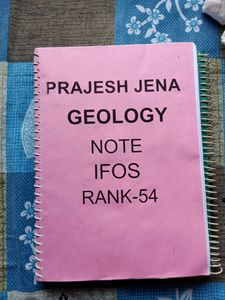 PRAJESH JENA
GEOLOGY
NOTE
IFOS
RANK-54